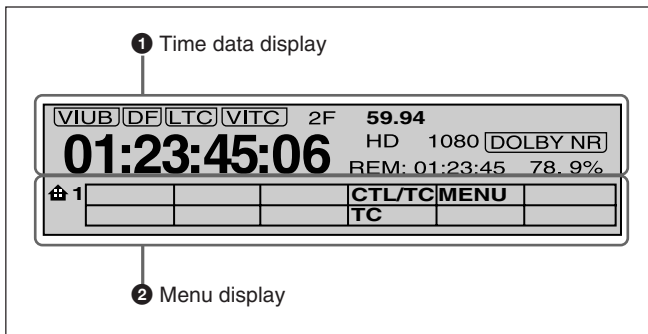 1 Time data display
VIUB DF LTC VITC 2F 59.94
01:23:45:06 HD 1080 DOLBY NR
REM: 01:23:45 78. 9%
1 CTL/TC MENU
TC
2 Menu display